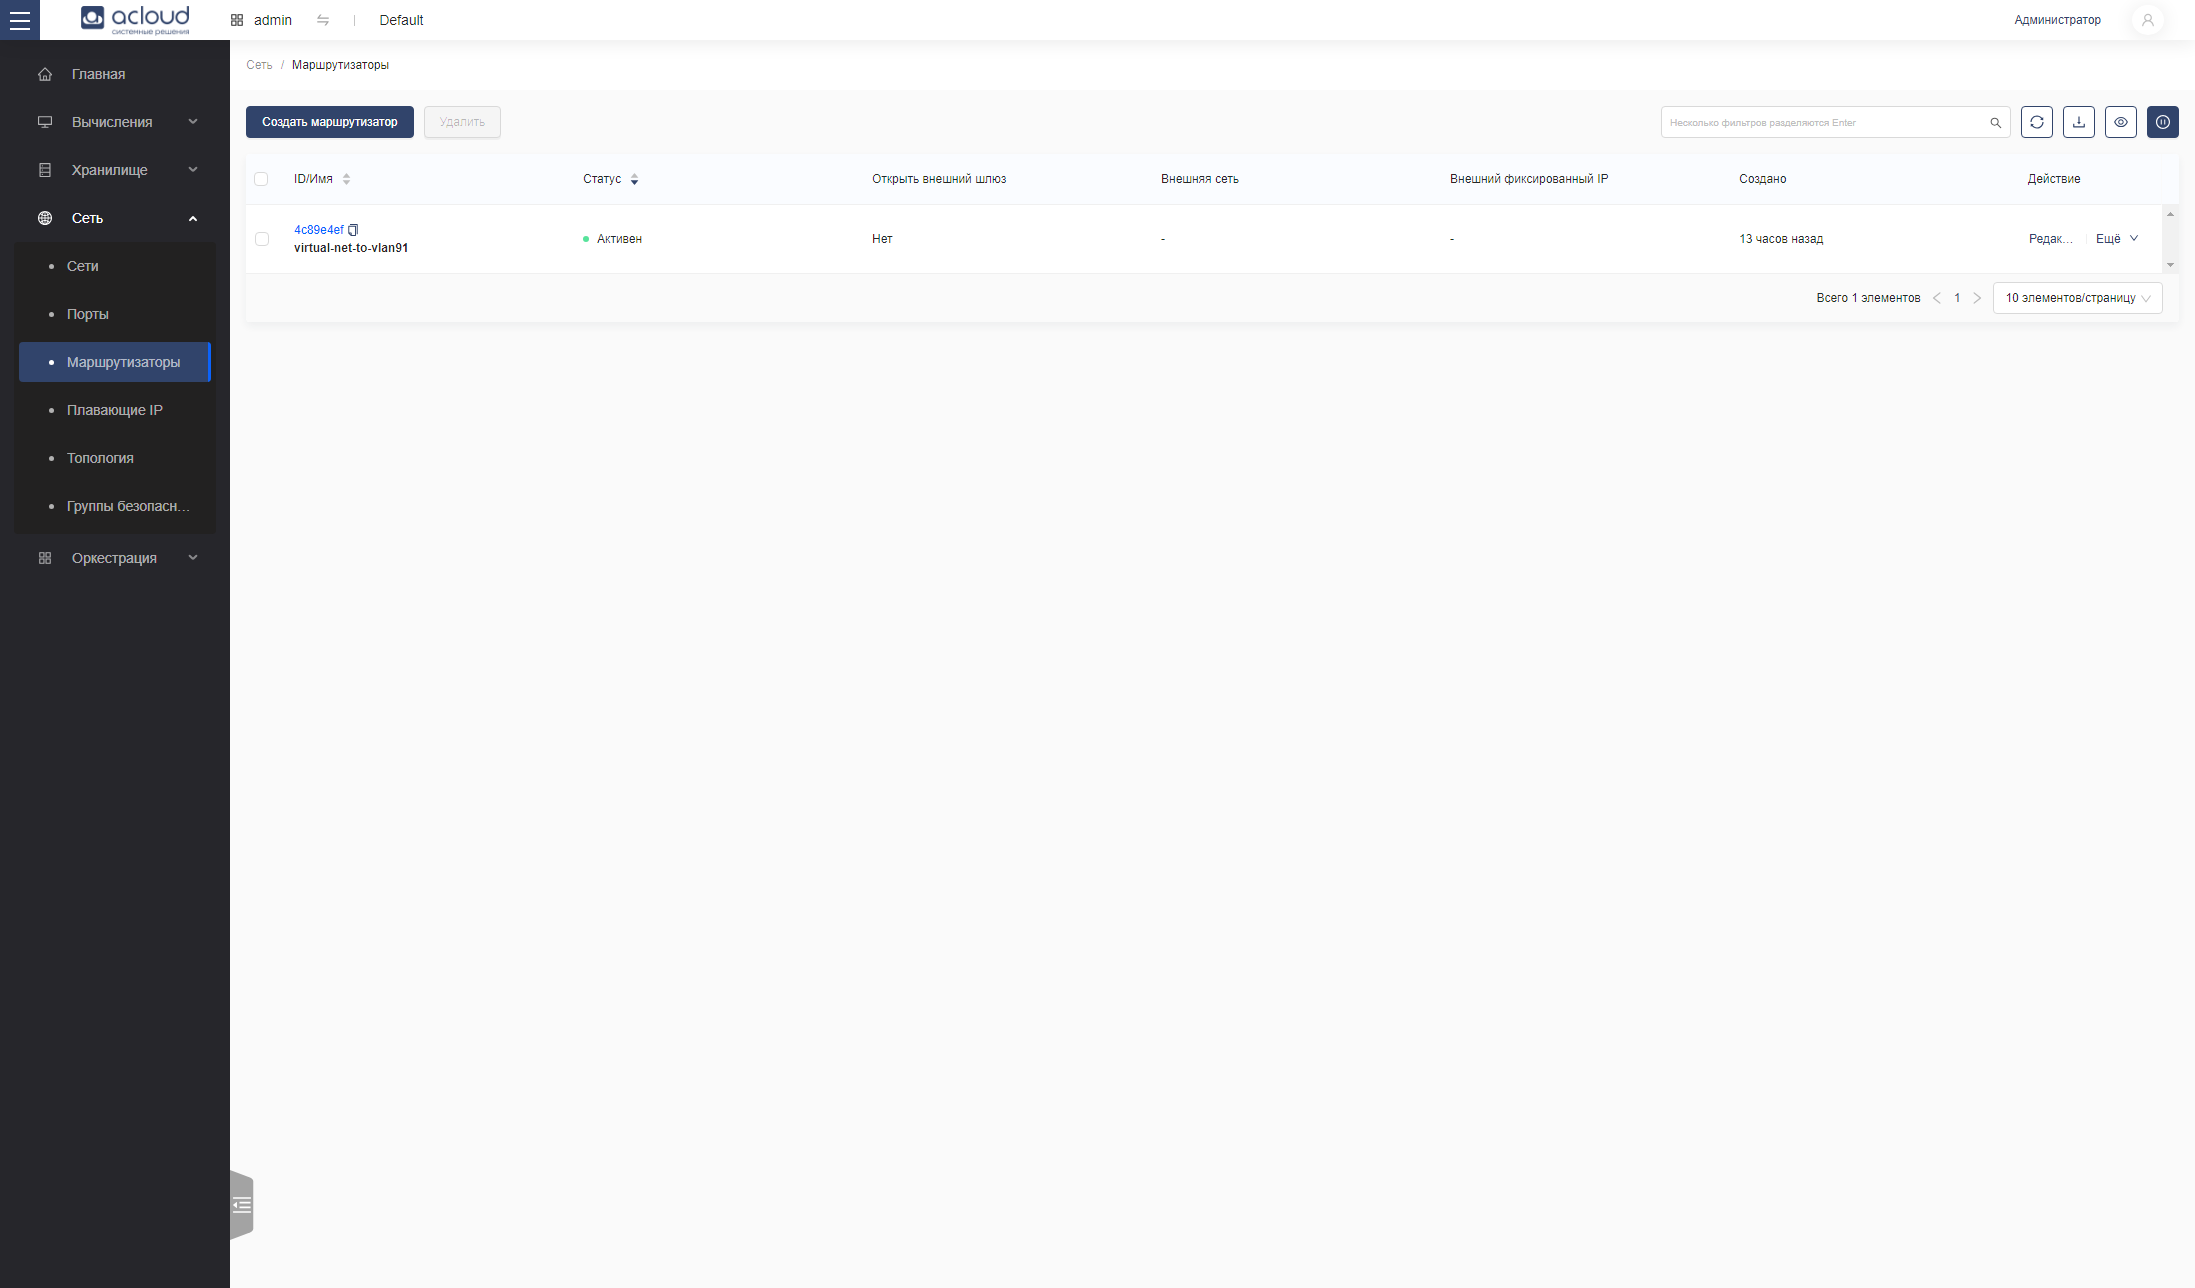 acloud
системные решения
admin
Default
Администратор
Главная
Вычисления
Хранилище
Сеть
Сети
Порты
Маршрутизаторы
Плавающие IP
Топология
Группы безопасн...
Оркестрация
Сеть / Маршрутизаторы
Создать маршрутизатор
Удалить
Несколько фильтров разделяются Enter
ID/Имя
Статус
Открыть внешний шлюз
Внешняя сеть
Внешний фиксированный IP
Создано
Действие
4c89e4ef
virtual-net-to-vlan91
Активен
Нет
-
-
13 часов назад
Редак...
Ещё
Всего 1 элементов
1
10 элементов/страницу